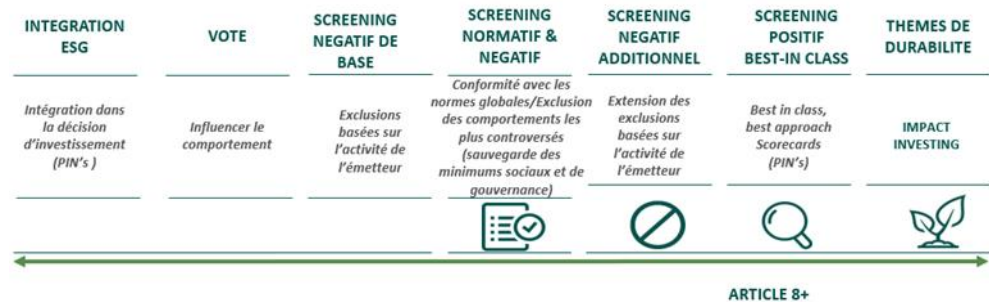 INTEGRATION
ESG
VOTE
SCREENING
NEGATIF DE
BASE
SCREENING
NORMATIF &
NEGATIF
SCREENING
NEGATIF
ADDITIONNEL
SCREENING
POSITIF
BEST-IN CLASS
THEMES DE
DURABILITE
Intégration dans
la décision
d'investissement
(PIN's )
Influencer le
comportement
Exclusions
basées sur
l'activité de
l'émetteur
Conformité avec les
normes globales/Exclusion
des comportements les
plus controversés
(sauvegarde des
minimums sociaux et de
gouvernance)
Extension des
exclusions
basées sur
l'activité de
l'émetteur
Best in class,
best approach
Scorecards
(PIN's)
IMPACT
INVESTING
ARTICLE 8+